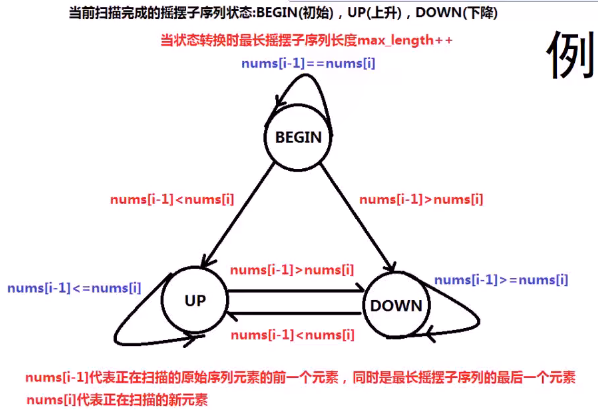 当前扫描完成的摇摆子序列状态:BEGIN(初始)，UP(上升)，DOWN(下降)
当状态转换时最长摇摆子序列长度max_length++
例
nums[i-1]==nums[i]
BEGIN
nums[i-1]<nums[i]
nums[i-1]>nums[i]
nums[i-1]>nums[i]
nums[i-1]<=nums[i]
nums[i-1]>=nums[i]
UP
DOWN
nums[i-1]<nums[i]
nums[i-1]代表正在扫描的原始序列元素的前一个元素，同时是最长摇摆子序列的最后一个元素
nums[i]代表正在扫描的新元素